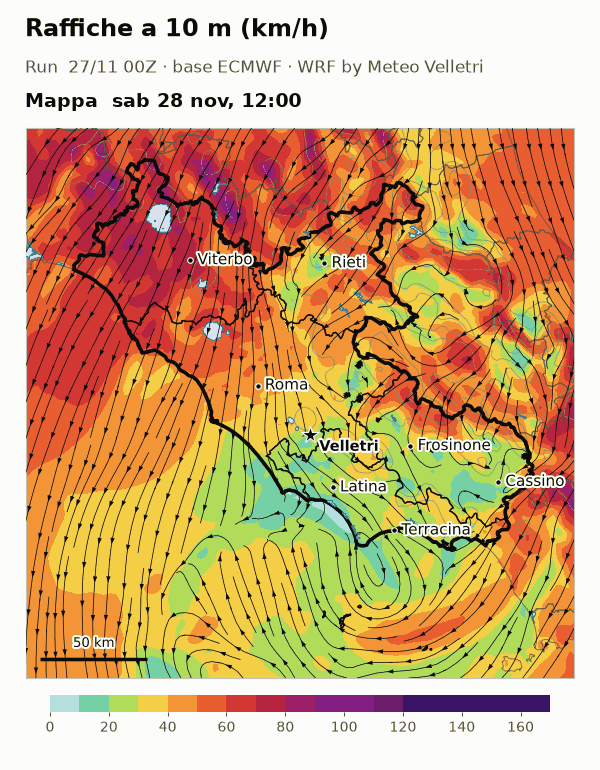 Raffiche a 10 m (km/h)
Run  27/11 00Z · base ECMWF · WRF by Meteo Velletri
Mappa  sab 28 nov, 12:00
Viterbo
Rieti
Roma
Velletri
Frosinone
Latina
Cassino
Terracina
50 km
0 20 40 60 80 100 120 140 160